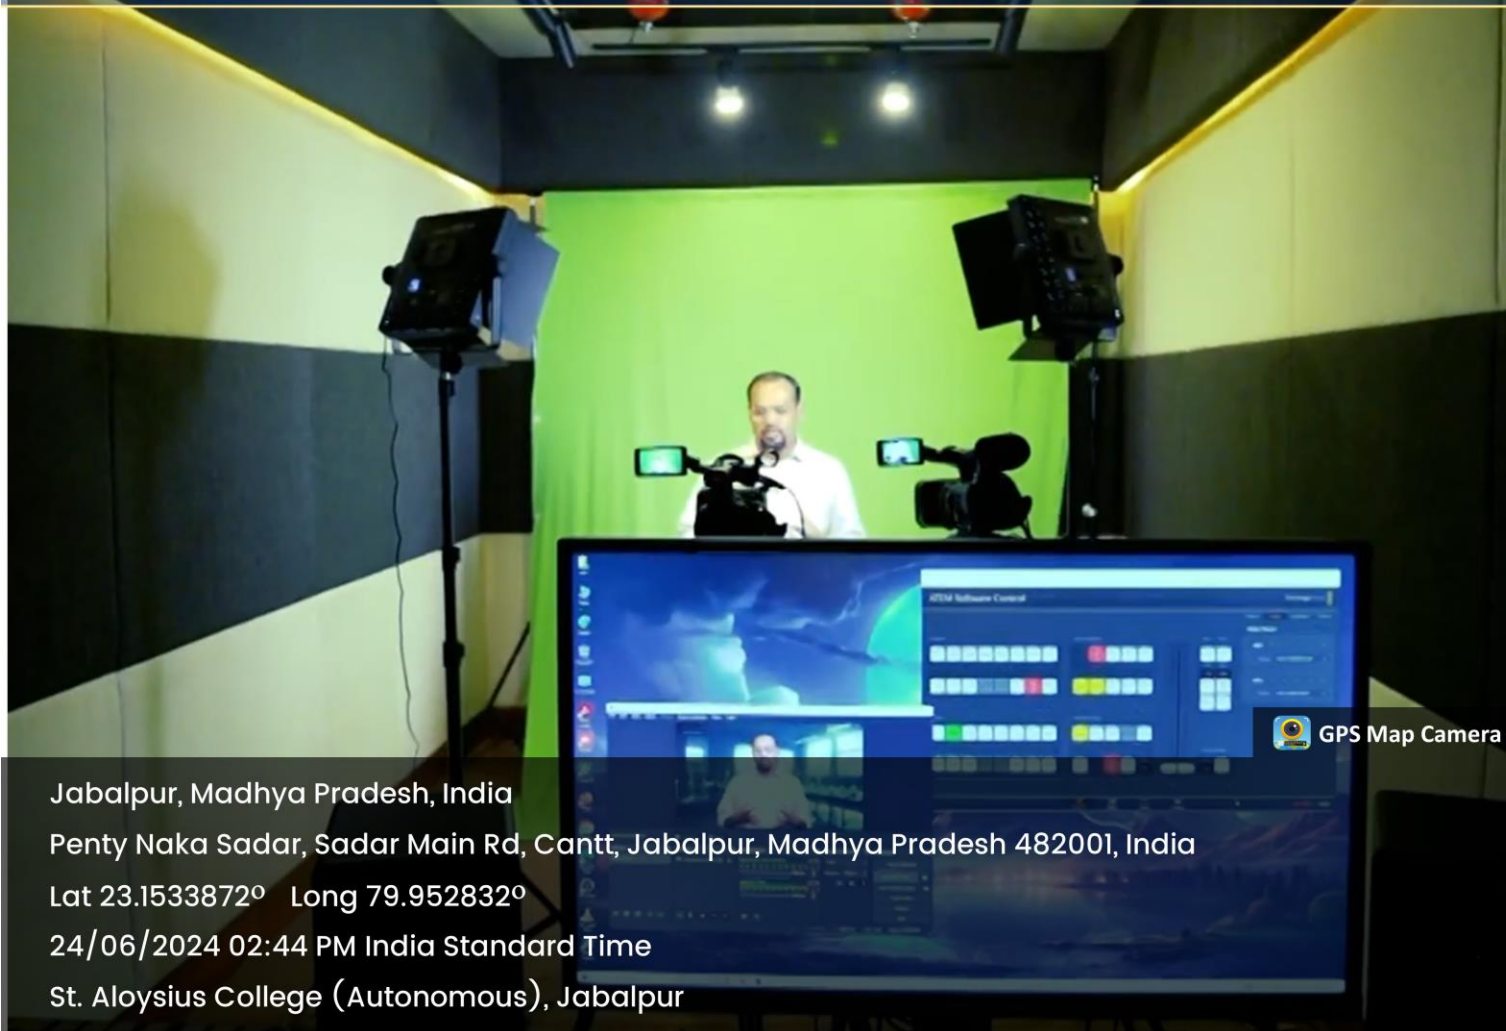 ATEM Software Control
GPS Map Camera
Jabalpur, Madhya Pradesh, India
Penty Naka Sadar, Sadar Main Rd, Cantt, Jabalpur, Madhya Pradesh 482001, India
Lat 23.1533872º Long 79.952832º
24/06/2024 02:44 PM India Standard Time
St. Aloysius College (Autonomous), Jabalpur